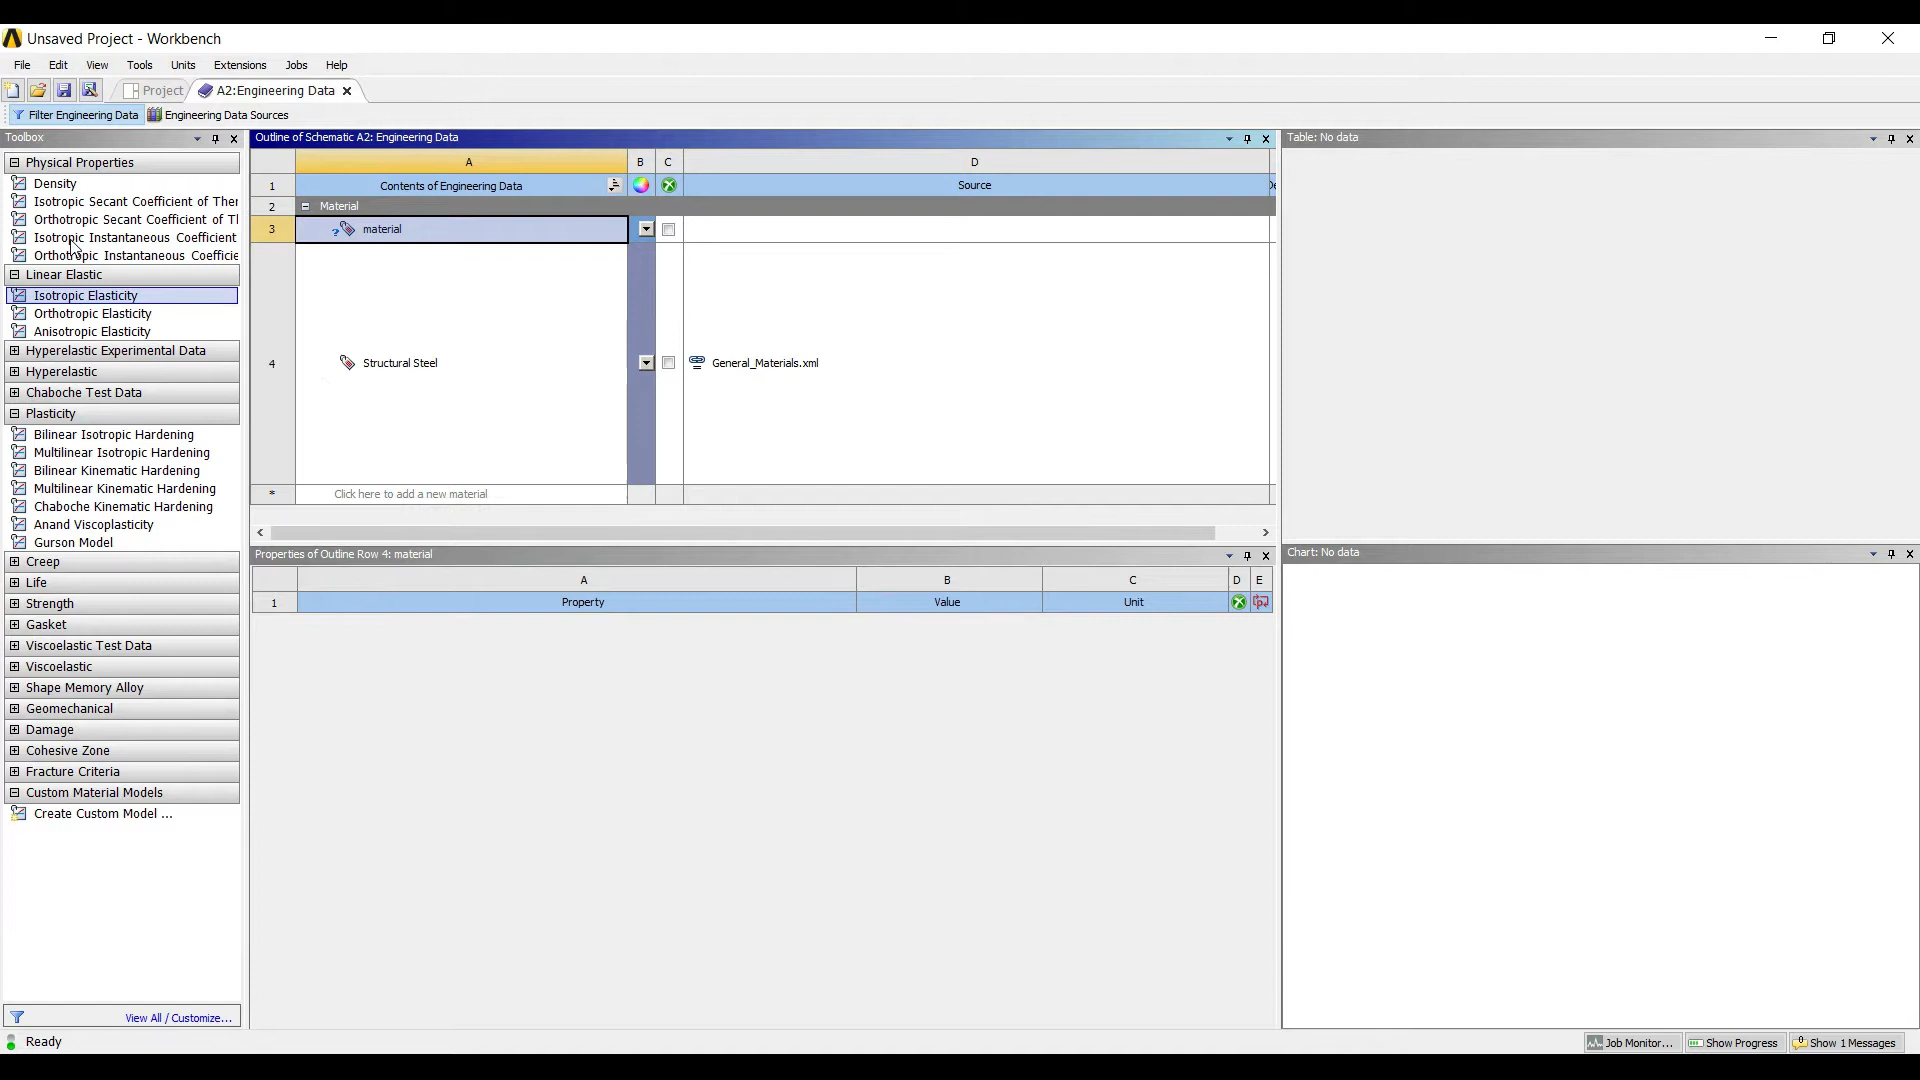 Unsaved Project - Workbench
File Edit View Tools Units Extensions Jobs Help
Project A2:Engineering Data
Filter Engineering Data Engineering Data Sources
Toolbox
Physical Properties
Density
Isotropic Secant Coefficient of Ther
Orthotropic Secant Coefficient of Tl
Isotropic Instantaneous Coefficient
Orthotropic Instantaneous Coefficie
Linear Elastic
Isotropic Elasticity
Orthotropic Elasticity
Anisotropic Elasticity
Hyperelastic Experimental Data
Hyperelastic
Chaboche Test Data
Plasticity
Bilinear Isotropic Hardening
Multilinear Isotropic Hardening
Bilinear Kinematic Hardening
Multilinear Kinematic Hardening
Chaboche Kinematic Hardening
Anand Viscoplasticity
Gurson Model
Creep
Life
Strength
Gasket
Viscoelastic Test Data
Viscoelastic
Shape Memory Alloy
Geomechanical
Damage
Cohesive Zone
Fracture Criteria
Custom Material Models
Create Custom Model ...
View All / Customize...
Outline of Schematic A2: Engineering Data
A B C D
1 Contents of Engineering Data Source
2 Material
3 ? material
4 Structural Steel General_Materials.xml
* Click here to add a new material
Properties of Outline Row 4: material
A B C D E
1 Property Value Unit
Table: No data
Chart: No data
Ready
Job Monitor... Show Progress Show 1 Messages